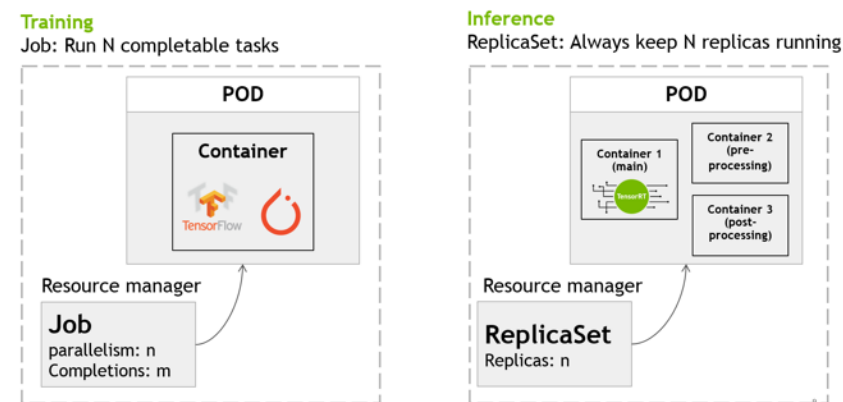 Training
Job: Run N completable tasks
POD
Container
TensorFlow
Resource manager
Job
parallelism: n
Completions: m
Inference
ReplicaSet: Always keep N replicas running
POD
Container 1
(main)
TensorRT
Container 2
(pre-
processing)
Container 3
(post-
processing)
Resource manager
ReplicaSet
Replicas: n